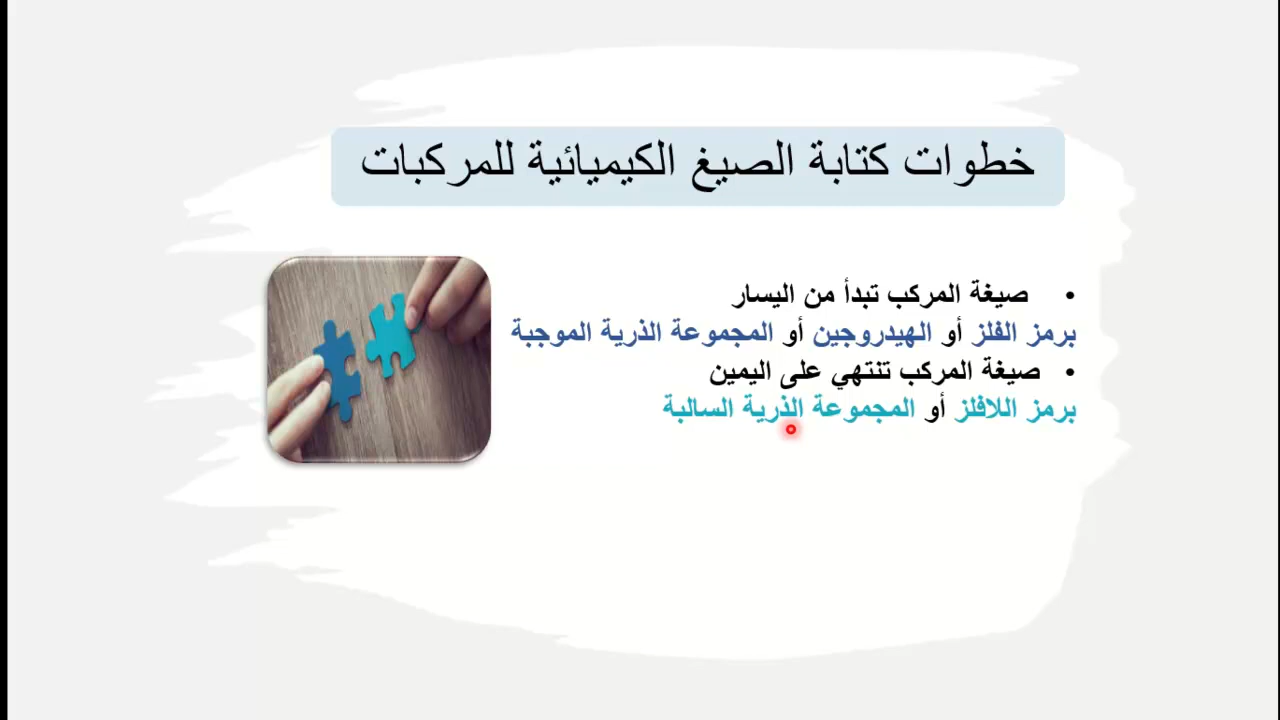 خطوات كتابة الصيغ الكيميائية للمركبات
• صيغة المركب تبدأ من اليسار
برمز الفلز أو الهيدروجين أو المجموعة الذرية الموجبة
• صيغة المركب تنتهي على اليمين
برمز اللافلز أو المجموعة الذرية السالبة